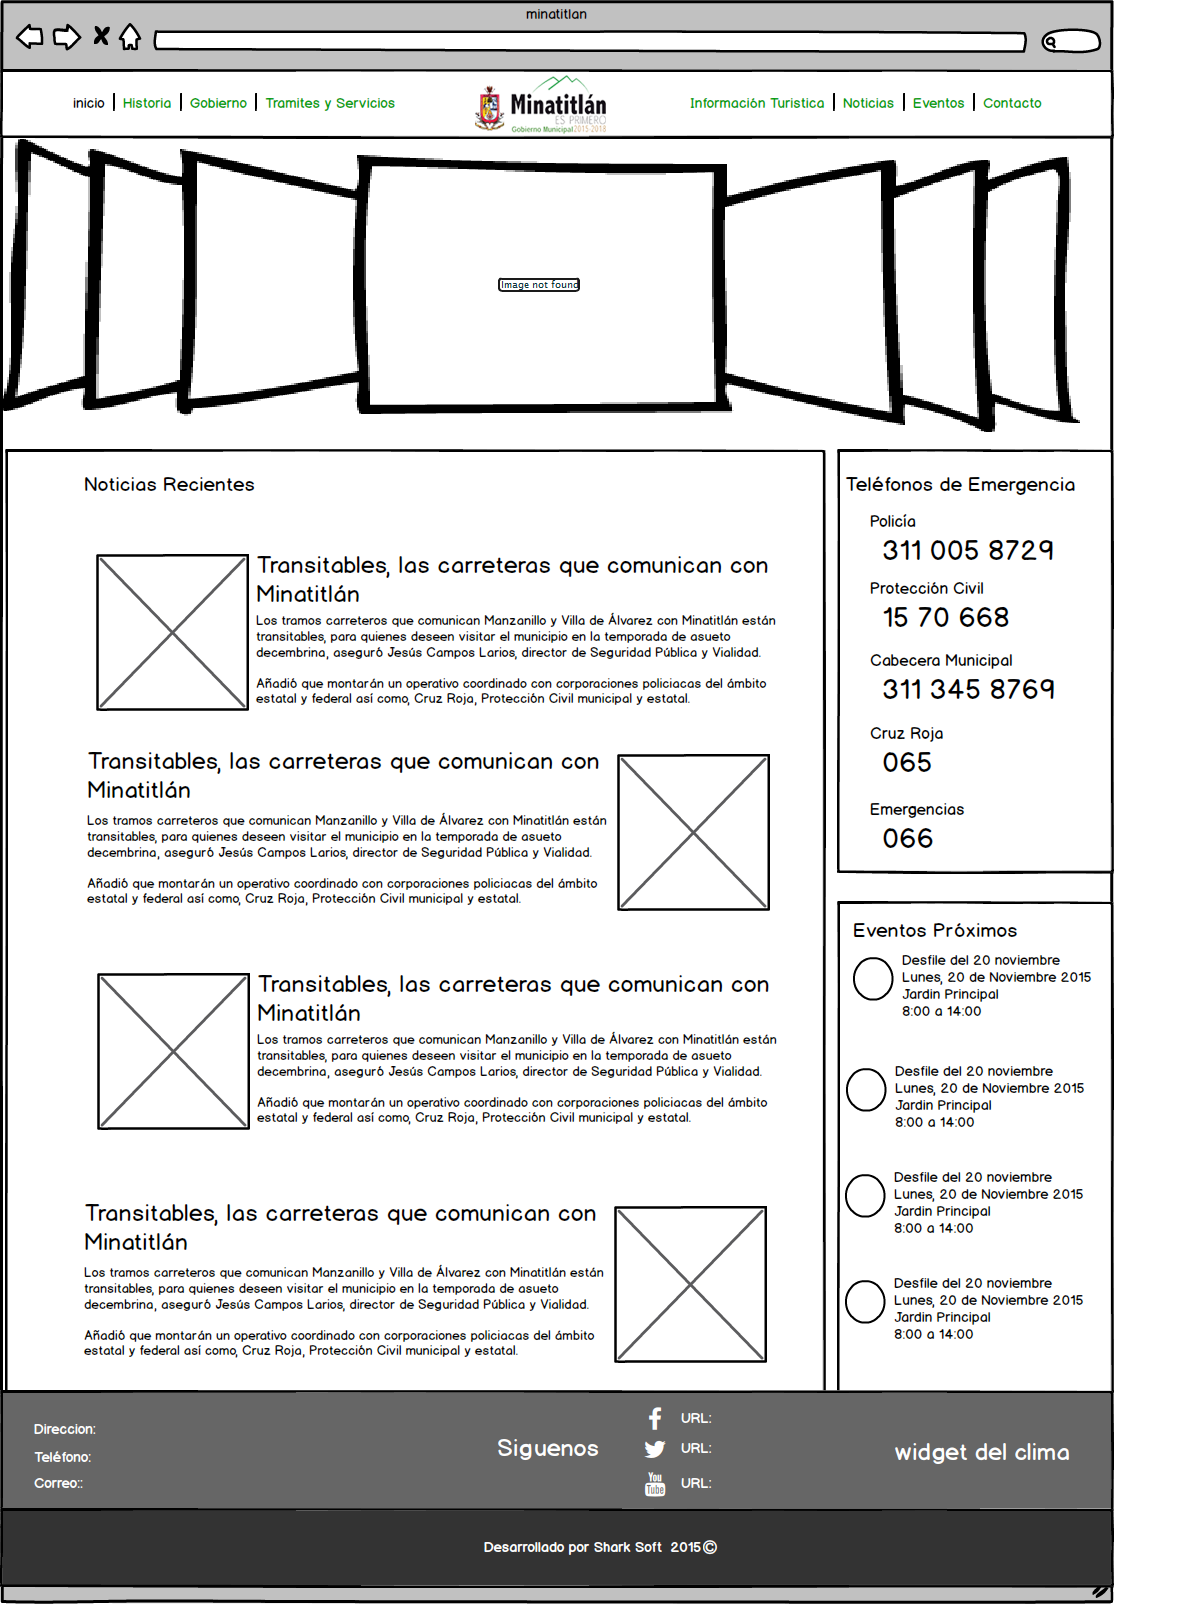 minatitlan
inicio Historia Gobierno Tramites y Servicios
Minatitlán
ES PRIMERO
Gobierno Municipal 2015-2018
Información Turistica Noticias Eventos Contacto
Image not found
Noticias Recientes
Transitables, las carreteras que comunican con
Minatitlán
Los tramos carreteros que comunican Manzanillo y Villa de Álvarez con Minatitlán están
transitables, para quienes deseen visitar el municipio en la temporada de asueto
decembrina, aseguró Jesús Campos Larios, director de Seguridad Pública y Vialidad.
Añadió que montarán un operativo coordinado con corporaciones policiacas del ámbito
estatal y federal así como, Cruz Roja, Protección Civil municipal y estatal.
Transitables, las carreteras que comunican con
Minatitlán
Los tramos carreteros que comunican Manzanillo y Villa de Álvarez con Minatitlán están
transitables, para quienes deseen visitar el municipio en la temporada de asueto
decembrina, aseguró Jesús Campos Larios, director de Seguridad Pública y Vialidad.
Añadió que montarán un operativo coordinado con corporaciones policiacas del ámbito
estatal y federal así como, Cruz Roja, Protección Civil municipal y estatal.
Transitables, las carreteras que comunican con
Minatitlán
Los tramos carreteros que comunican Manzanillo y Villa de Álvarez con Minatitlán están
transitables, para quienes deseen visitar el municipio en la temporada de asueto
decembrina, aseguró Jesús Campos Larios, director de Seguridad Pública y Vialidad.
Añadió que montarán un operativo coordinado con corporaciones policiacas del ámbito
estatal y federal así como, Cruz Roja, Protección Civil municipal y estatal.
Transitables, las carreteras que comunican con
Minatitlán
Los tramos carreteros que comunican Manzanillo y Villa de Álvarez con Minatitlán están
transitables, para quienes deseen visitar el municipio en la temporada de asueto
decembrina, aseguró Jesús Campos Larios, director de Seguridad Pública y Vialidad.
Añadió que montarán un operativo coordinado con corporaciones policiacas del ámbito
estatal y federal así como, Cruz Roja, Protección Civil municipal y estatal.
Teléfonos de Emergencia
Policía
311 005 8729
Protección Civil
15 70 668
Cabecera Municipal
311 345 8769
Cruz Roja
065
Emergencias
066
Eventos Próximos
Desfile del 20 noviembre
Lunes, 20 de Noviembre 2015
Jardin Principal
8:00 a 14:00
Desfile del 20 noviembre
Lunes, 20 de Noviembre 2015
Jardin Principal
8:00 a 14:00
Desfile del 20 noviembre
Lunes, 20 de Noviembre 2015
Jardin Principal
8:00 a 14:00
Desfile del 20 noviembre
Lunes, 20 de Noviembre 2015
Jardin Principal
8:00 a 14:00
Direccion:
Teléfono:
Correo::
Siguenos
URL:
URL:
You Tube URL:
widget del clima
Desarrollado por Shark Soft 2015©